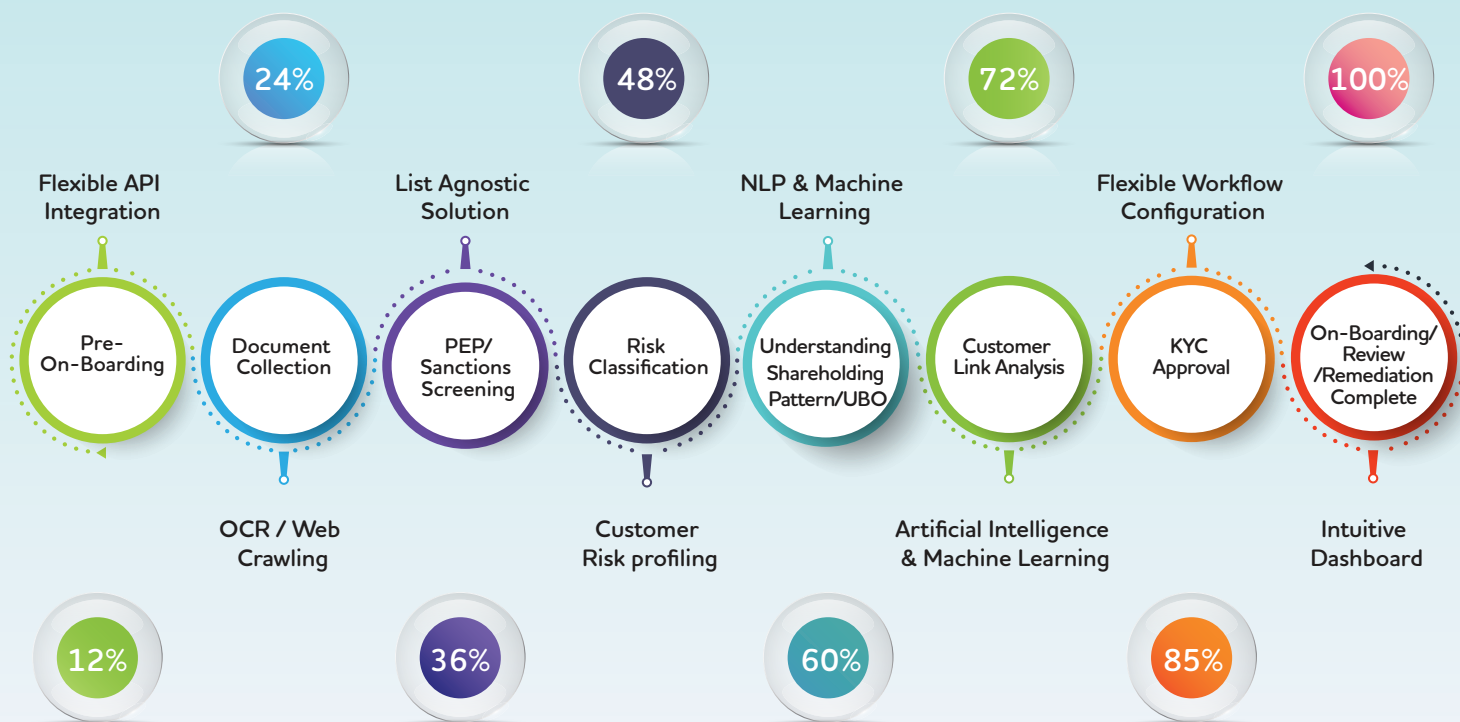 24%
48%
72%
100%
Flexible API
Integration
List Agnostic
Solution
NLP & Machine
Learning
Flexible Workflow
Configuration
Pre-
On-Boarding
Document
Collection
PEP/
Sanctions
Screening
Risk
Classification
Understanding
Shareholding
Pattern/UBO
Customer
Link Analysis
KYC
Approval
On-Boarding/
Review
/Remediation
Complete
OCR / Web
Crawling
Customer
Risk profiling
Artificial Intelligence
& Machine Learning
Intuitive
Dashboard
12%
36%
60%
85%